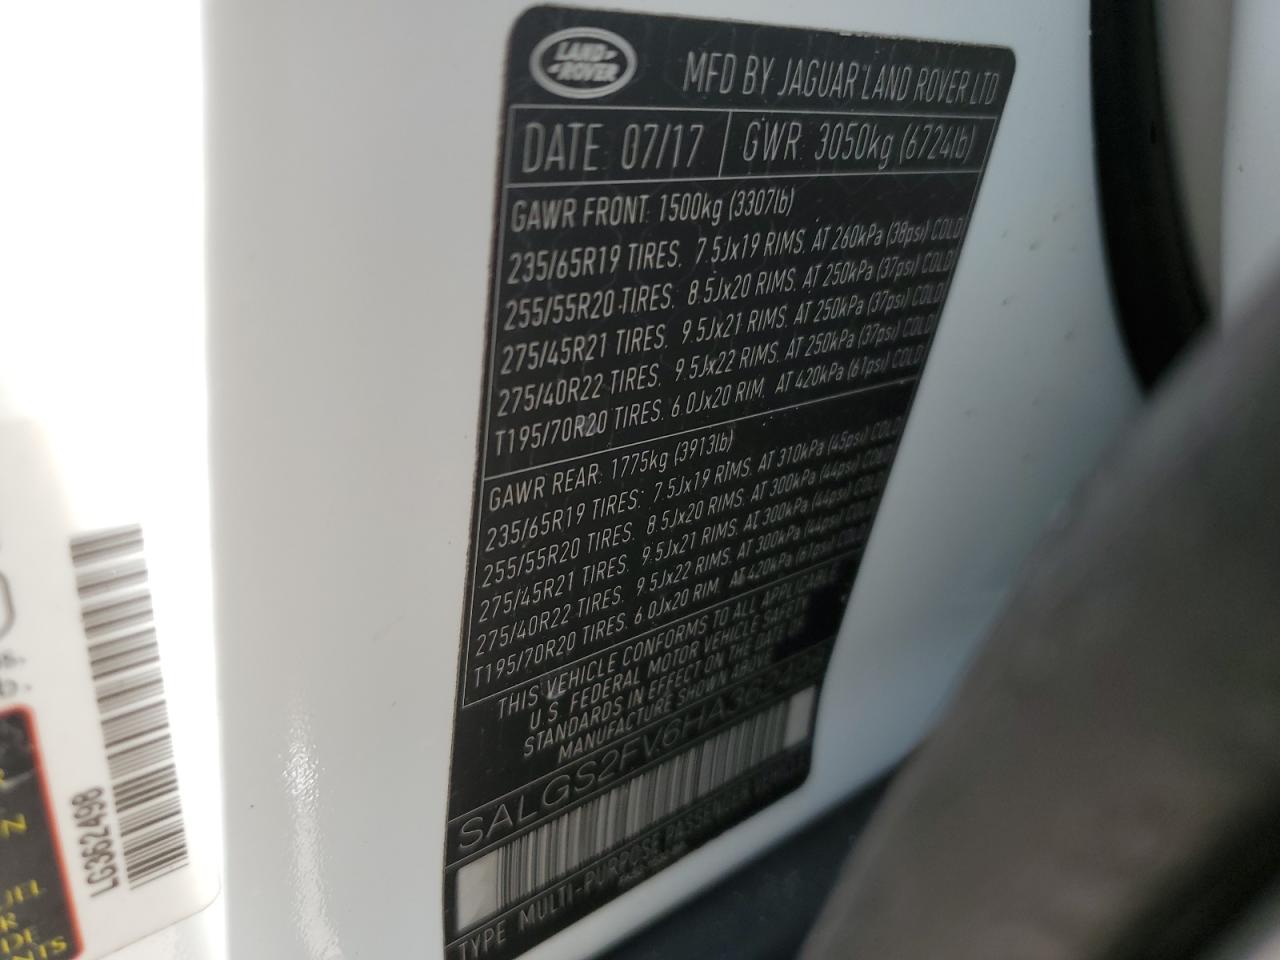 LAND ROVER
MFD BY JAGUAR LAND ROVER LTD
DATE: 07/17 GWR: 3050kg (6724lb)
GAWR FRONT: 1500kg (3307lb)
235/65R19 TIRES. 7.5Jx19 RIMS. AT 260kPa (38psi) COLD
255/55R20 TIRES. 8.5Jx20 RIMS. AT 250kPa (37psi) COLD
275/45R21 TIRES. 9.5Jx21 RIMS. AT 250kPa (37psi) COLD
275/40R22 TIRES. 9.5Jx22 RIMS. AT 250kPa (37psi) COLD
T195/70R20 TIRES. 6.0Jx20 RIM. AT 420kPa (61psi) COLD
GAWR REAR: 1775kg (3913lb)
235/65R19 TIRES: 7.5Jx19 RIMS. AT 310kPa (45psi) COLD
255/55R20 TIRES. 8.5Jx20 RIMS. AT 300kPa (44psi) COLD
275/45R21 TIRES. 9.5Jx21 RIMS. AT 300kPa (44psi) COLD
275/40R22 TIRES. 9.5Jx22 RIMS. AT 300kPa (44psi) COLD
T195/70R20 TIRES. 6.0Jx20 RIM. AT 420kPa (61psi) COLD
THIS VEHICLE CONFORMS TO ALL APPLICABLE
U.S. FEDERAL MOTOR VEHICLE SAFETY
STANDARDS IN EFFECT ON THE DATE OF
MANUFACTURE SHOWN ABOVE
SALGS2FV6HA362498
TYPE: MULTI-PURPOSE PASSENGER VEHICLE
LG362498